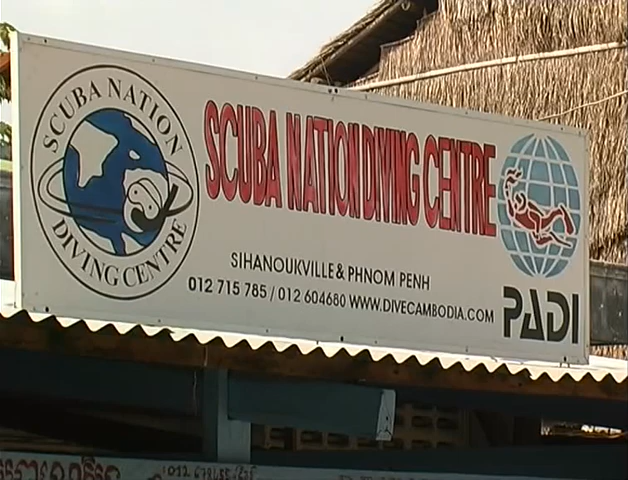 SCUBA NATION
DIVING CENTRE
SCUBA NATION DIVING CENTRE
SIHANOUKVILLE & PHNOM PENH
012 715 785 / 012 604680 WWW.DIVECAMBODIA.COM
PADI